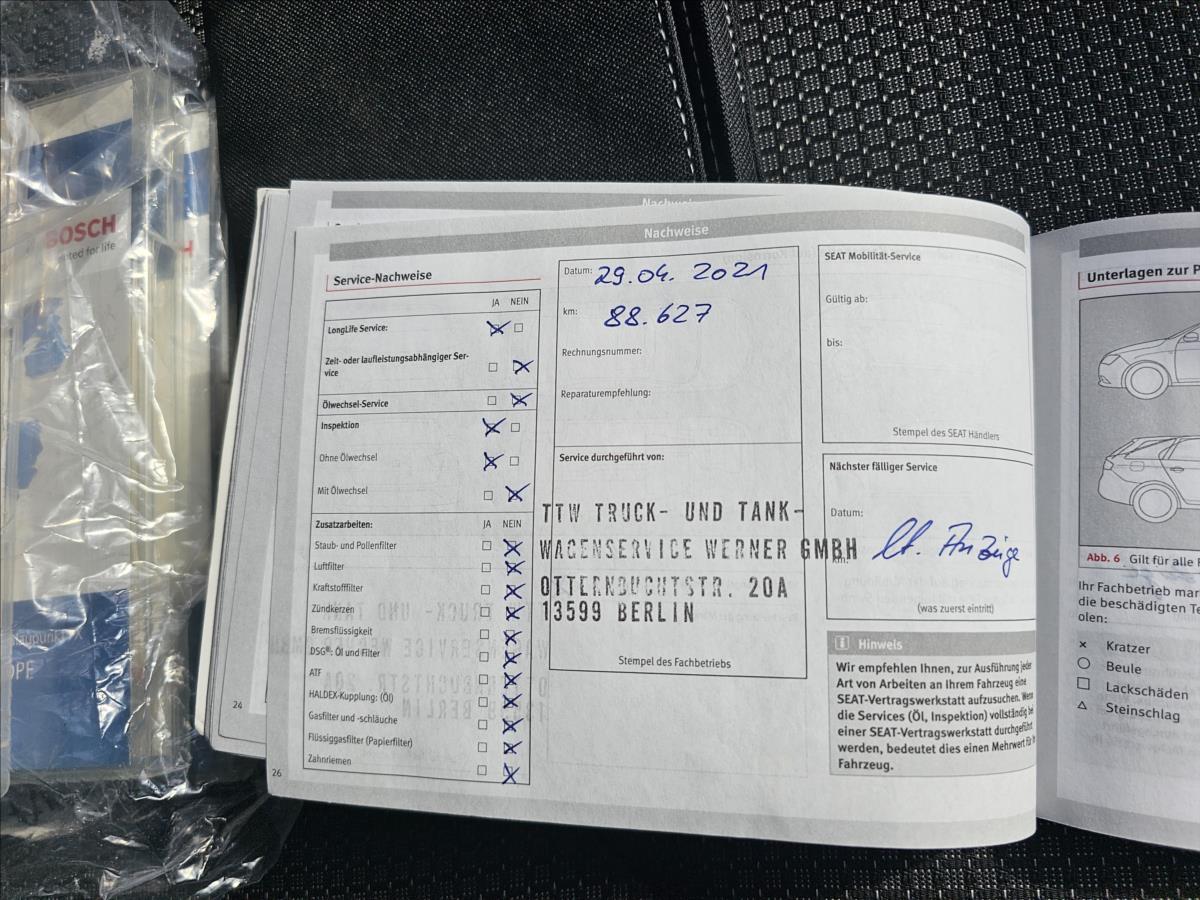 BOSCH
Nachweise
Service-Nachweise
JA NEIN
LongLife Service:
Zeit- oder laufleistungsabhängiger Ser-
vice
Ölwechsel-Service
Inspektion
Ohne Ölwechsel
Mit Ölwechsel
Zusatzarbeiten: JA NEIN
Staub- und Pollenfilter
Luftfilter
Kraftstofffilter
Zündkerzen
Bremsflüssigkeit
DSG®: Öl und Filter
ATF
HALDEX-Kupplung: (Öl)
Gasfilter und -schläuche
Flüssiggasfilter (Papierfilter)
Zahnriemen
24
26
Datum: 29.04. 2021
km: 88.627
Rechnungsnummer:
Reparaturempfehlung:
Service durchgeführt von:
TTW TRUCK- UND TANK-
WAGENSERVICE WERNER GMBH
OTTERNBUCHTSTR. 20A
13599 BERLIN
Stempel des Fachbetriebs
SEAT Mobilität-Service
Gültig ab:
bis:
Stempel des SEAT Händlers
Nächster fälliger Service
Datum:
km:
lt. Anzeige
(was zuerst eintritt)
Hinweis
Wir empfehlen Ihnen, zur Ausführung jeder
Art von Arbeiten an Ihrem Fahrzeug eine
SEAT-Vertragswerkstatt aufzusuchen. Wenn
die Services (Öl, Inspektion) vollständig bei
einer SEAT-Vertragswerkstatt durchgeführt
werden, bedeutet dies einen Mehrwert für Ihr
Fahrzeug.
Unterlagen zur P
Abb. 6 Gilt für alle
Ihr Fachbetrieb mar
die beschädigten Te
olen:
Kratzer
Beule
Lackschäden
Steinschlag